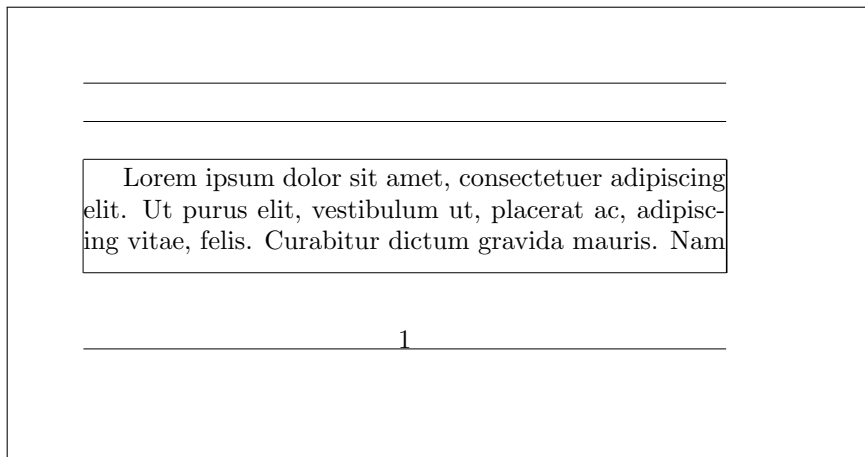 Lorem ipsum dolor sit amet, consectetuer adipiscing
elit. Ut purus elit, vestibulum ut, placerat ac, adipisc-
ing vitae, felis. Curabitur dictum gravida mauris. Nam
1